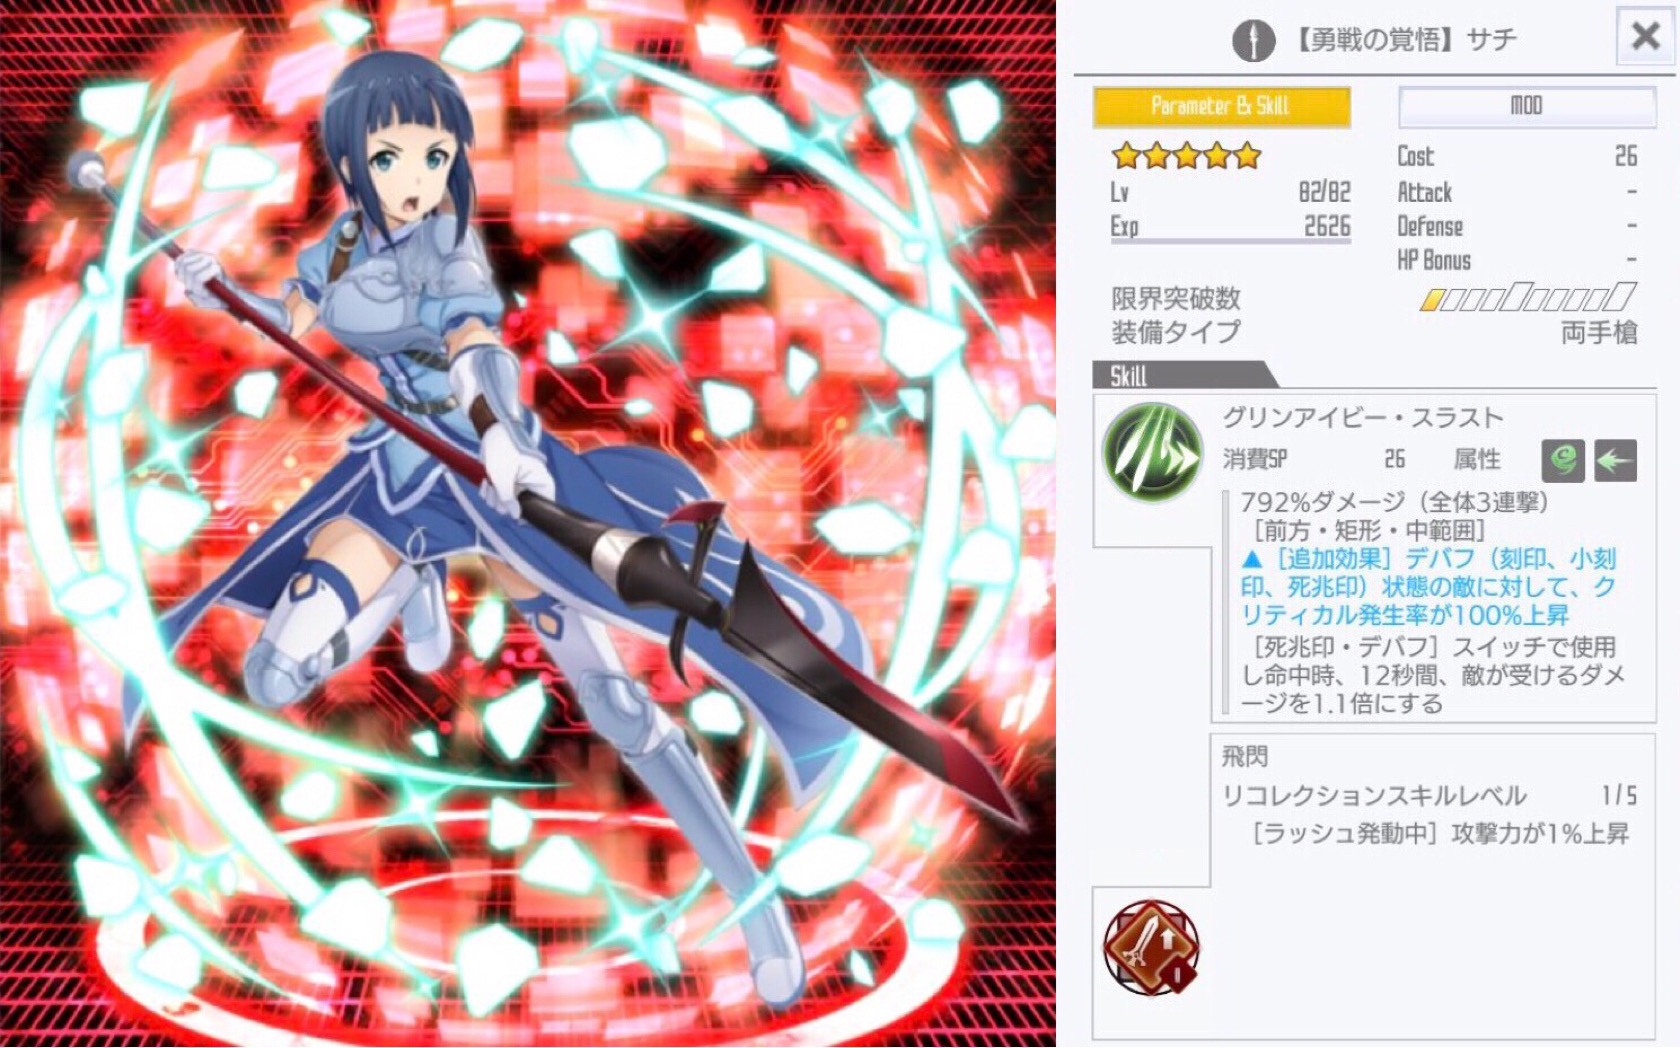 【勇戦の覚悟】サチ
Parameter & Skill
MOD
Lv 82/82
Exp 2626
Cost 26
Attack -
Defense -
HP Bonus -
限界突破数
装備タイプ 両手槍
Skill
グリンアイビー・スラスト
消費SP 26 属性
792%ダメージ（全体3連撃）
［前方・矩形・中範囲］
▲［追加効果］デバフ（刻印、小刻
印、死兆印）状態の敵に対して、ク
リティカル発生率が100%上昇
［死兆印・デバフ］スイッチで使用
し命中時、12秒間、敵が受けるダメ
ージを1.1倍にする
飛閃
リコレクションスキルレベル 1/5
［ラッシュ発動中］攻撃力が1%上昇
I